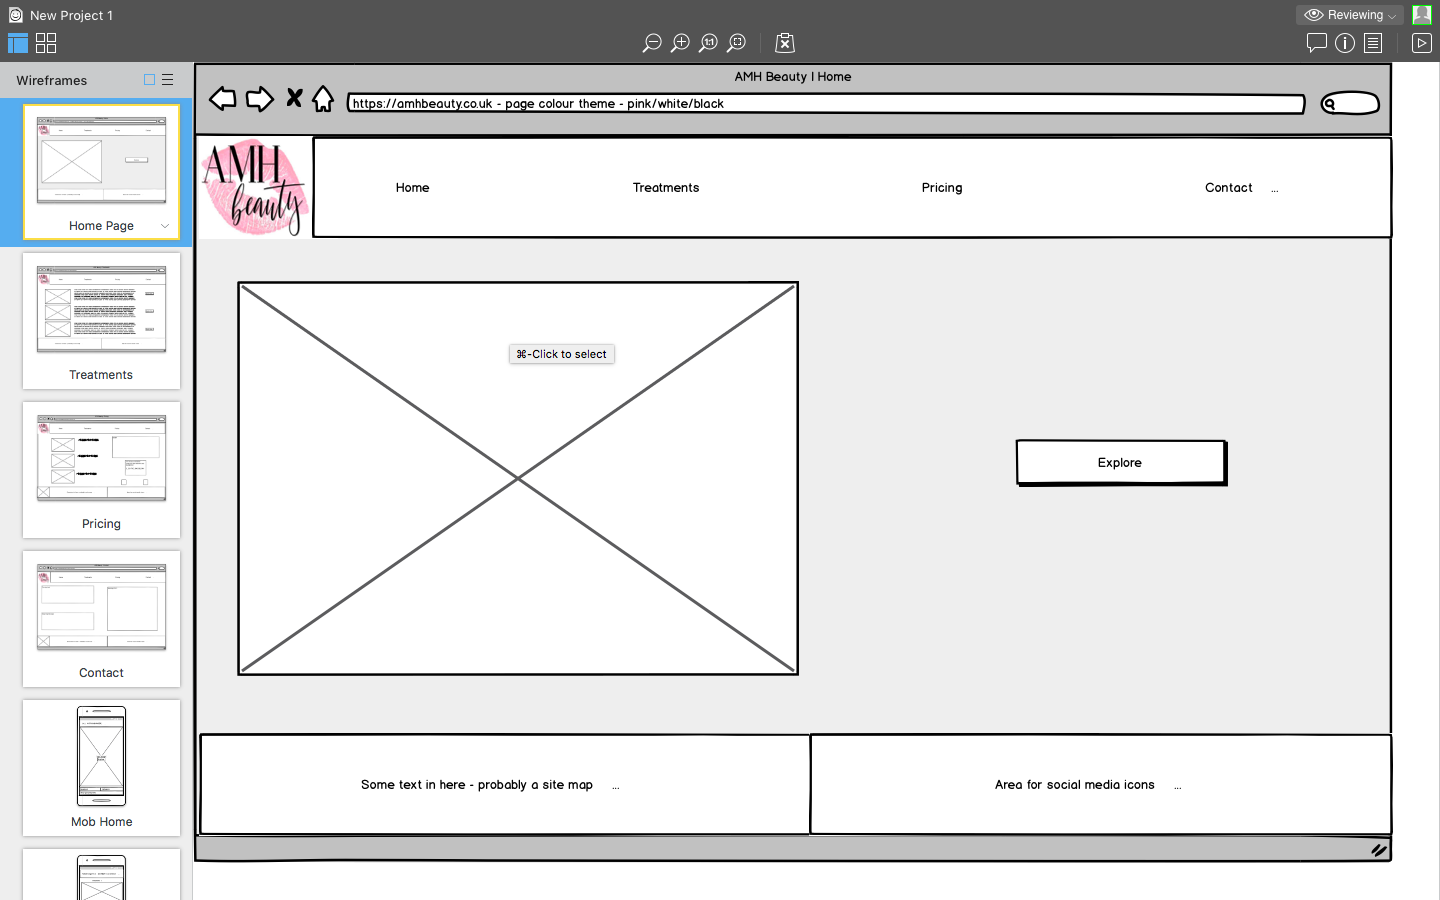 New Project 1
Reviewing
1:1
Wireframes
Home Page
Treatments
Pricing
Contact
Mob Home
AMH Beauty | Home
https://amhbeauty.co.uk - page colour theme - pink/white/black
AMH
beauty
Home
Treatments
Pricing
Contact ...
⌘-Click to select
Explore
Some text in here - probably a site map ...
Area for social media icons ...